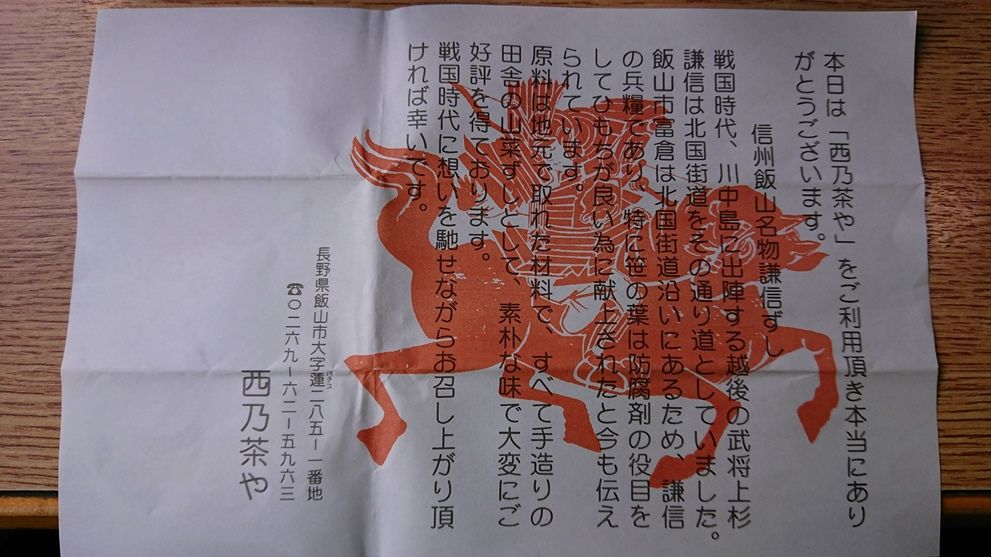 本日は「西乃茶や」をご利用頂き本当にあり
がとうございます。
信州飯山名物謙信ずし
戦国時代、川中島に出陣する越後の武将上杉
謙信は北国街道をその通り道としていました。
飯山市富倉は北国街道沿いにあるため、謙信
の兵糧であり。特に笹の葉は防腐剤の役目を
してひもちが良い為に献上されたと今も伝え
られています。
原料は地元で取れた材料で、すべて手造りの
田舎の山菜ずしとして、素朴な味で大変にご
好評を得ております。
戦国時代に想いを馳せながらお召し上がり頂
ければ幸いです。
長野県飯山市大字蓮二八五ー一番地
バチス
☎〇二六九ー六二ー五九六三
西乃茶や